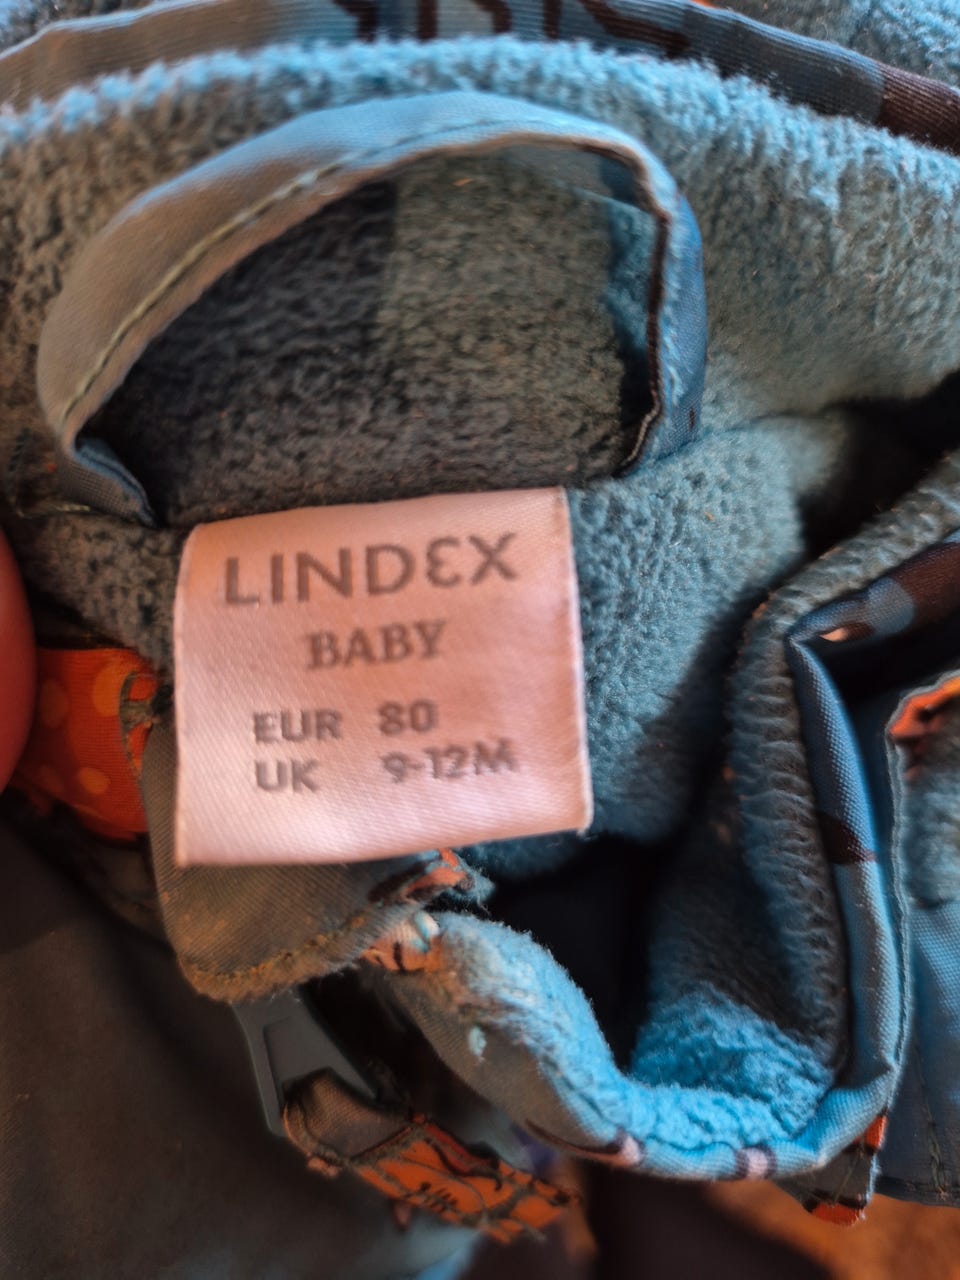 LINDEX
BABY
EUR 80
UK 9-12M